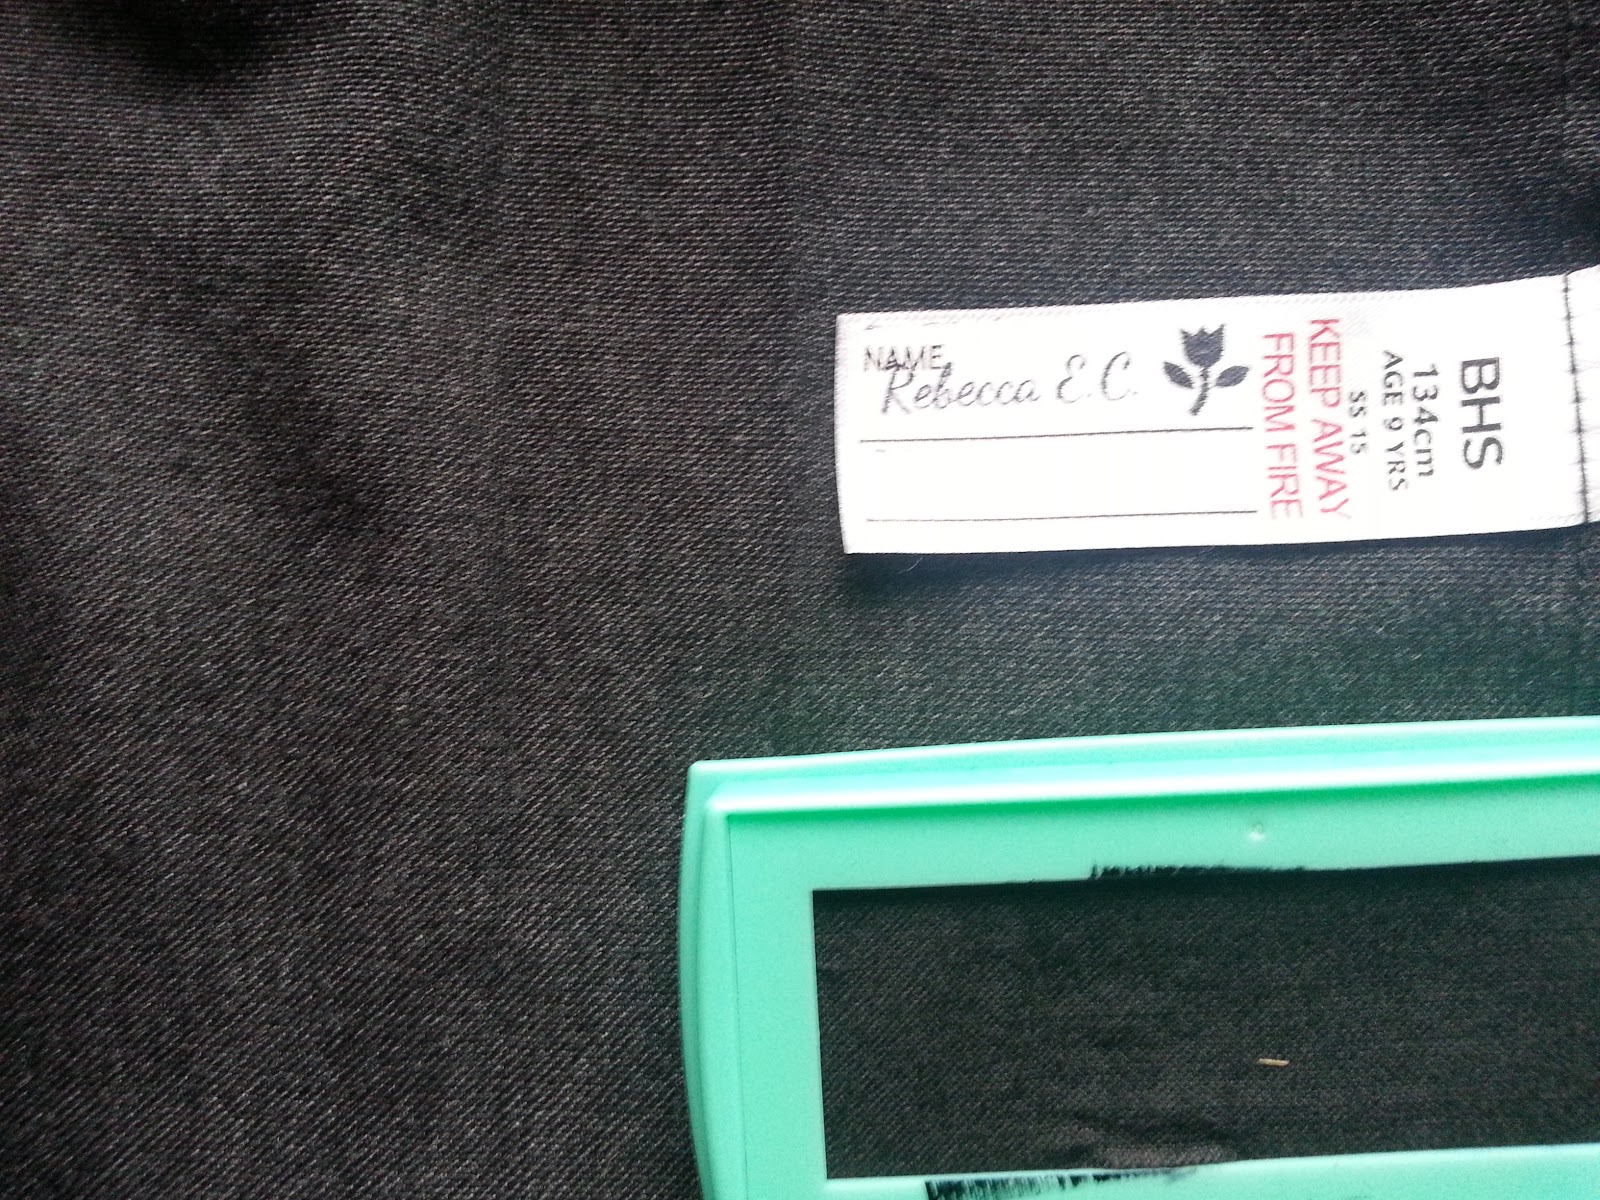 NAME
Rebecca E.C.
KEEP AWAY
FROM FIRE
BHS
134cm
AGE 9 YRS
SS 15